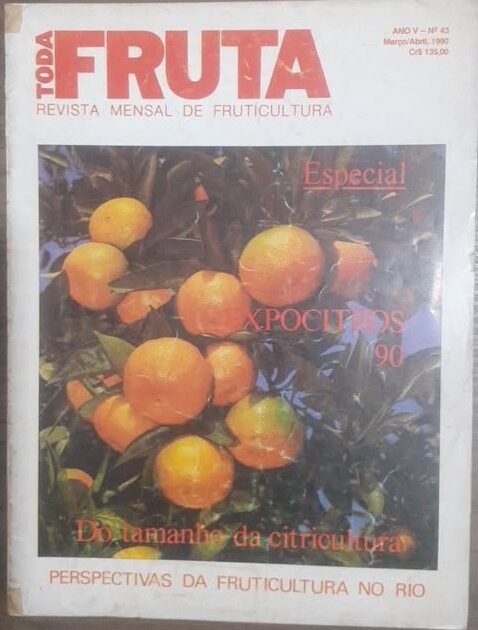 TODA
FRUTA
REVISTA MENSAL DE FRUTICULTURA
ANO V – Nº 43
Março/Abril, 1990
Cr$ 135,00
Especial
EXPOCITROS
90
Do tamanho da citricultura
PERSPECTIVAS DA FRUTICULTURA NO RIO